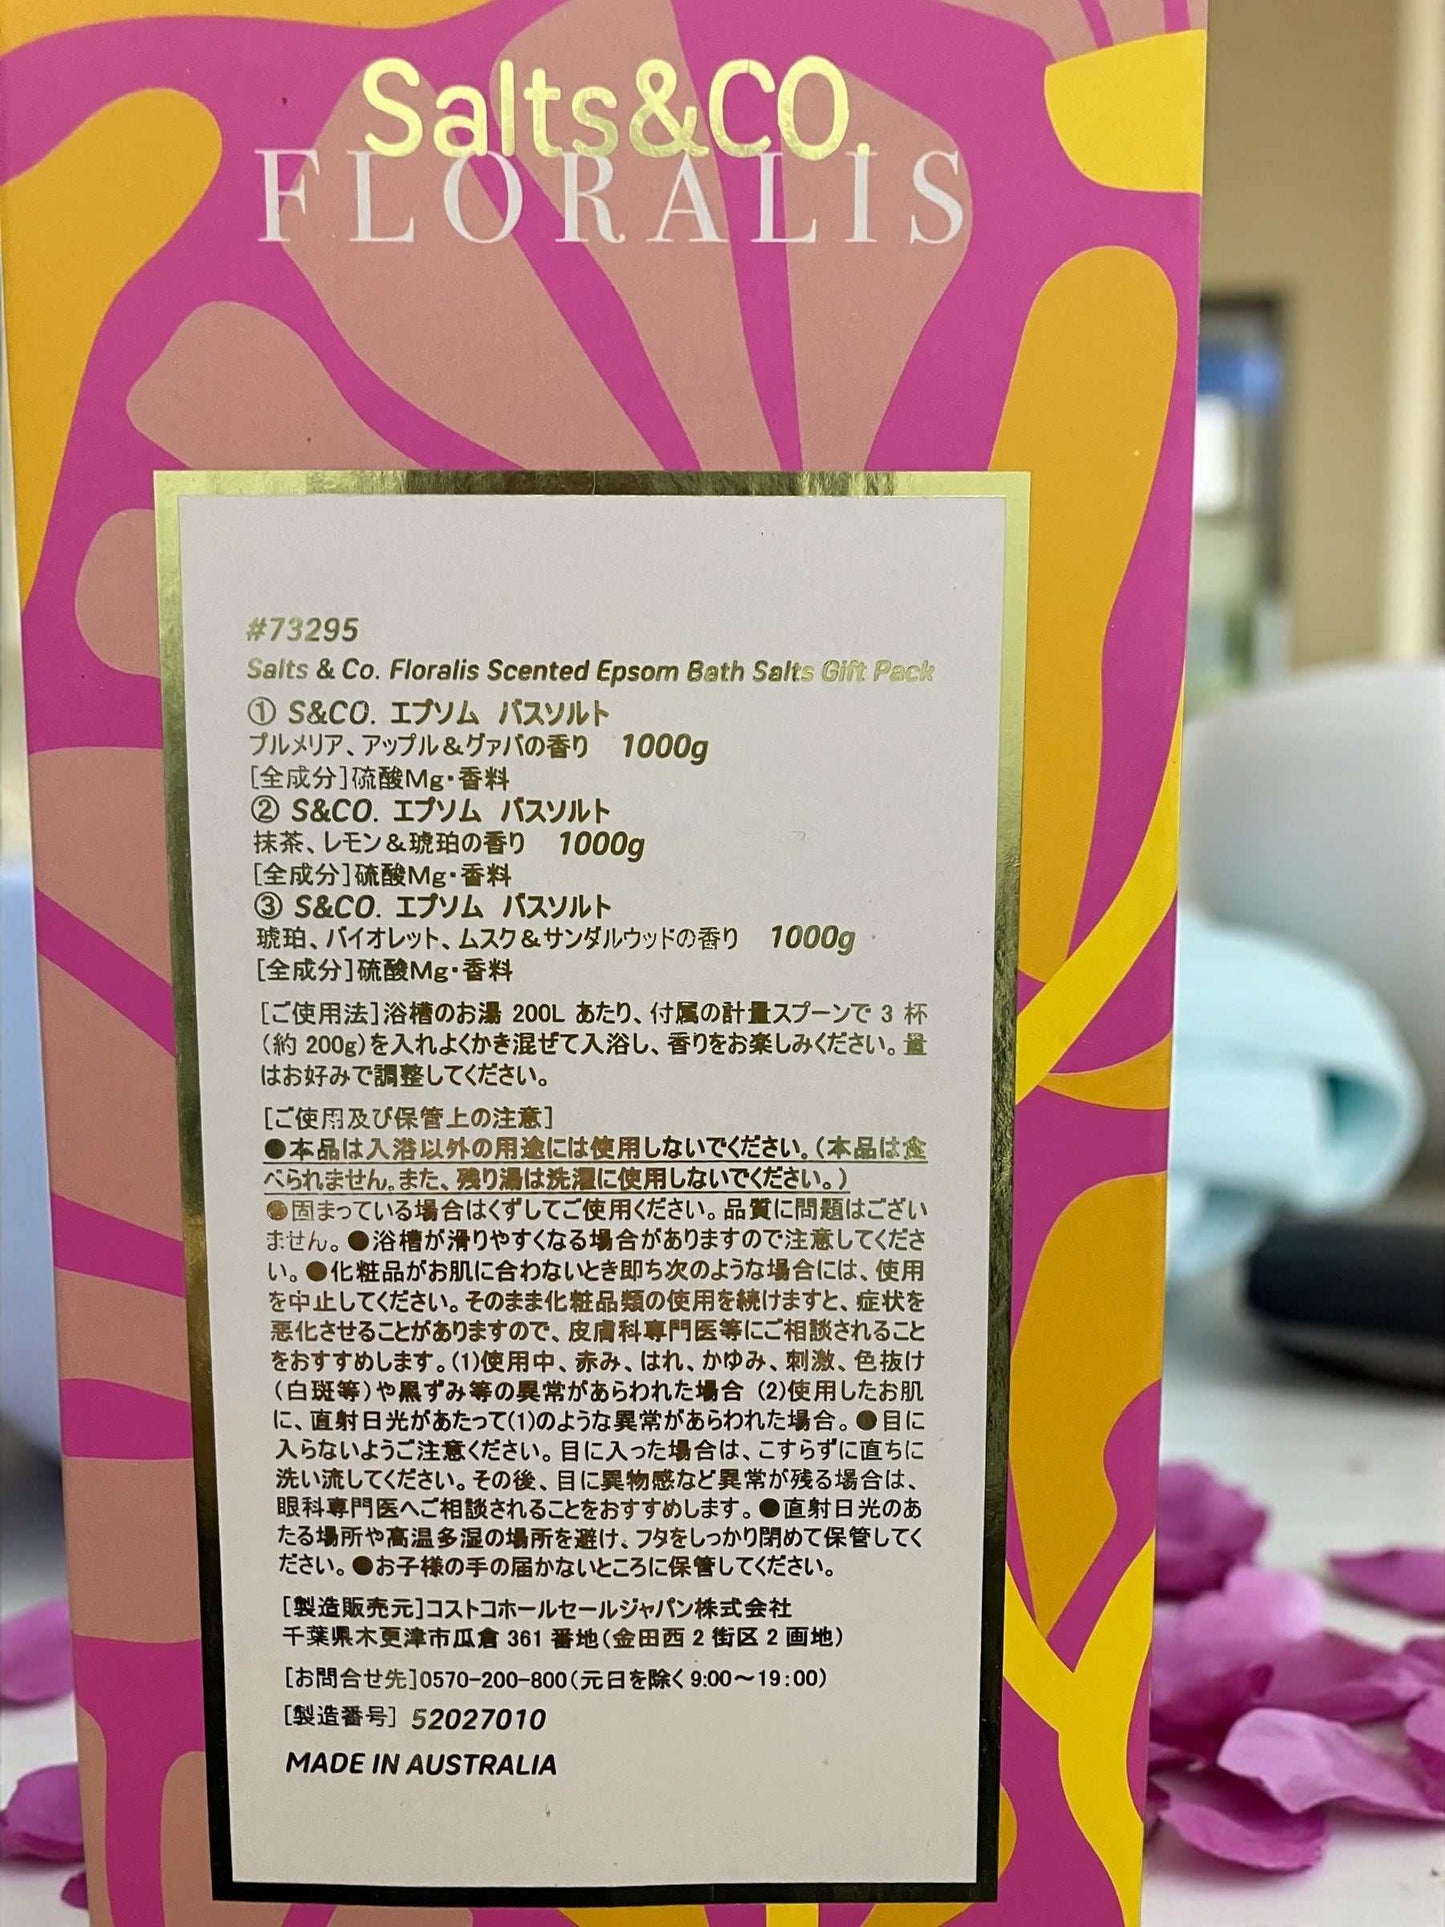 Salts&CO.
FLORALIS
#73295
Salts & Co. Floralis Scented Epsom Bath Salts Gift Pack
① S&CO. エプソム バスソルト
プルメリア、アップル＆グァバの香り 1000g
[全成分]硫酸Mg・香料
② S&CO. エプソム バスソルト
抹茶、レモン＆琥珀の香り 1000g
[全成分]硫酸Mg・香料
③ S&CO. エプソム バスソルト
琥珀、バイオレット、ムスク＆サンダルウッドの香り 1000g
[全成分]硫酸Mg・香料
[ご使用法]浴槽のお湯 200L あたり、付属の計量スプーンで 3 杯
(約 200g)を入れよくかき混ぜて入浴し、香りをお楽しみください。量
はお好みで調整してください。
[ご使用及び保管上の注意]
●本品は入浴以外の用途には使用しないでください。(本品は食
べられません。また、残り湯は洗濯に使用しないでください。)
●固まっている場合はくずしてご使用ください。品質に問題はござい
ません。●浴槽が滑りやすくなる場合がありますので注意してくださ
い。●化粧品がお肌に合わないとき即ち次のような場合には、使用
を中止してください。そのまま化粧品類の使用を続けますと、症状を
悪化させることがありますので、皮膚科専門医等にご相談されること
をおすすめします。(1)使用中、赤み、はれ、かゆみ、刺激、色抜け
(白斑等)や黒ずみ等の異常があらわれた場合 (2)使用したお肌
に、直射日光があたって(1)のような異常があらわれた場合。●目に
入らないようご注意ください。目に入った場合は、こすらずに直ちに
洗い流してください。その後、目に異物感など異常が残る場合は、
眼科専門医へご相談されることをおすすめします。●直射日光のあ
たる場所や高温多湿の場所を避け、フタをしっかり閉めて保管してく
ださい。●お子様の手の届かないところに保管してください。
[製造販売元]コストコホールセールジャパン株式会社
千葉県木更津市瓜倉 361 番地(金田西 2 街区 2 画地)
[お問合せ先]0570-200-800(元日を除く 9:00～19:00)
[製造番号] 52027010
MADE IN AUSTRALIA